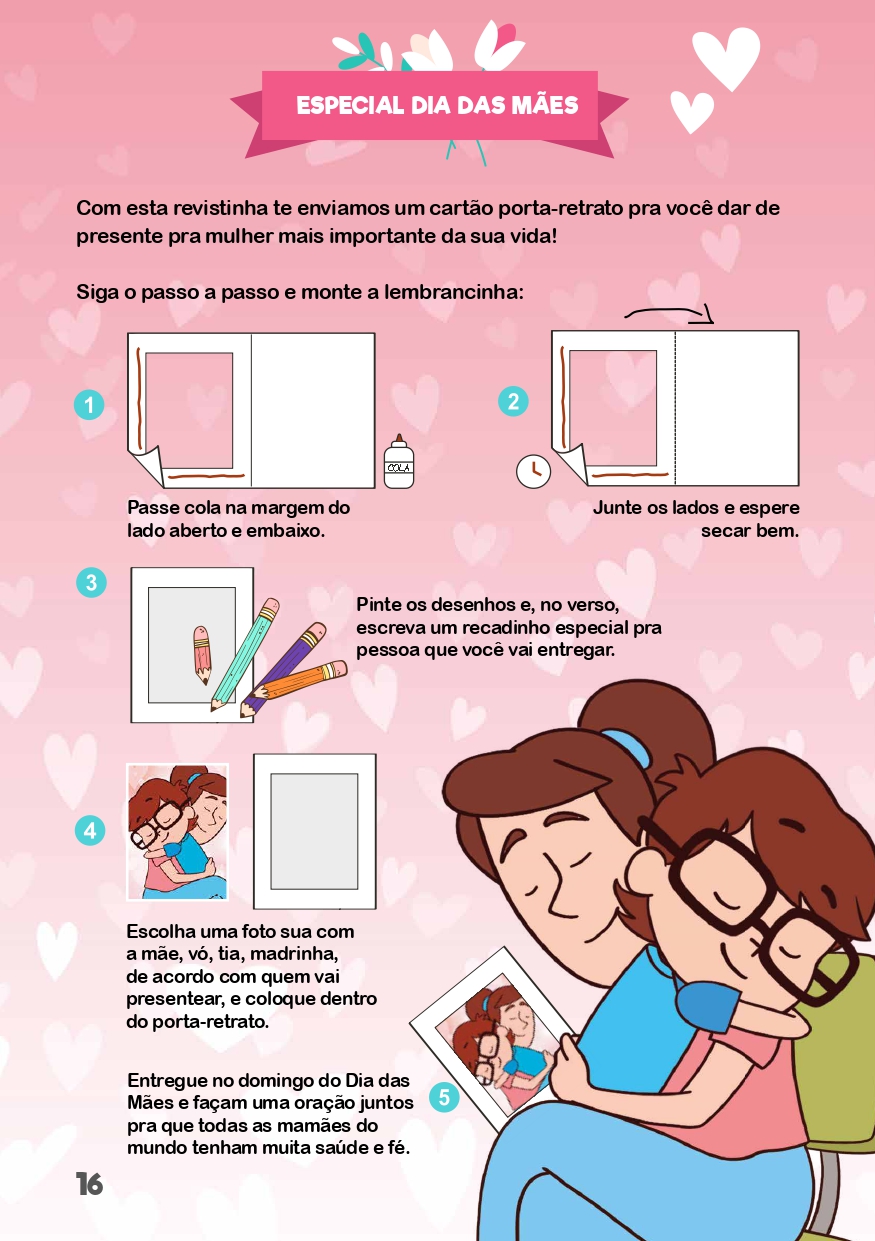 ESPECIAL DIA DAS MÃES
Com esta revistinha te enviamos um cartão porta-retrato pra você dar de
presente pra mulher mais importante da sua vida!
Siga o passo a passo e monte a lembrancinha:
1
COLA
Passe cola na margem do
lado aberto e embaixo.
2
Junte os lados e espere
secar bem.
3
Pinte os desenhos e, no verso,
escreva um recadinho especial pra
pessoa que você vai entregar.
4
Escolha uma foto sua com
a mãe, vó, tia, madrinha,
de acordo com quem vai
presentear, e coloque dentro
do porta-retrato.
5
Entregue no domingo do Dia das
Mães e façam uma oração juntos
pra que todas as mamães do
mundo tenham muita saúde e fé.
16